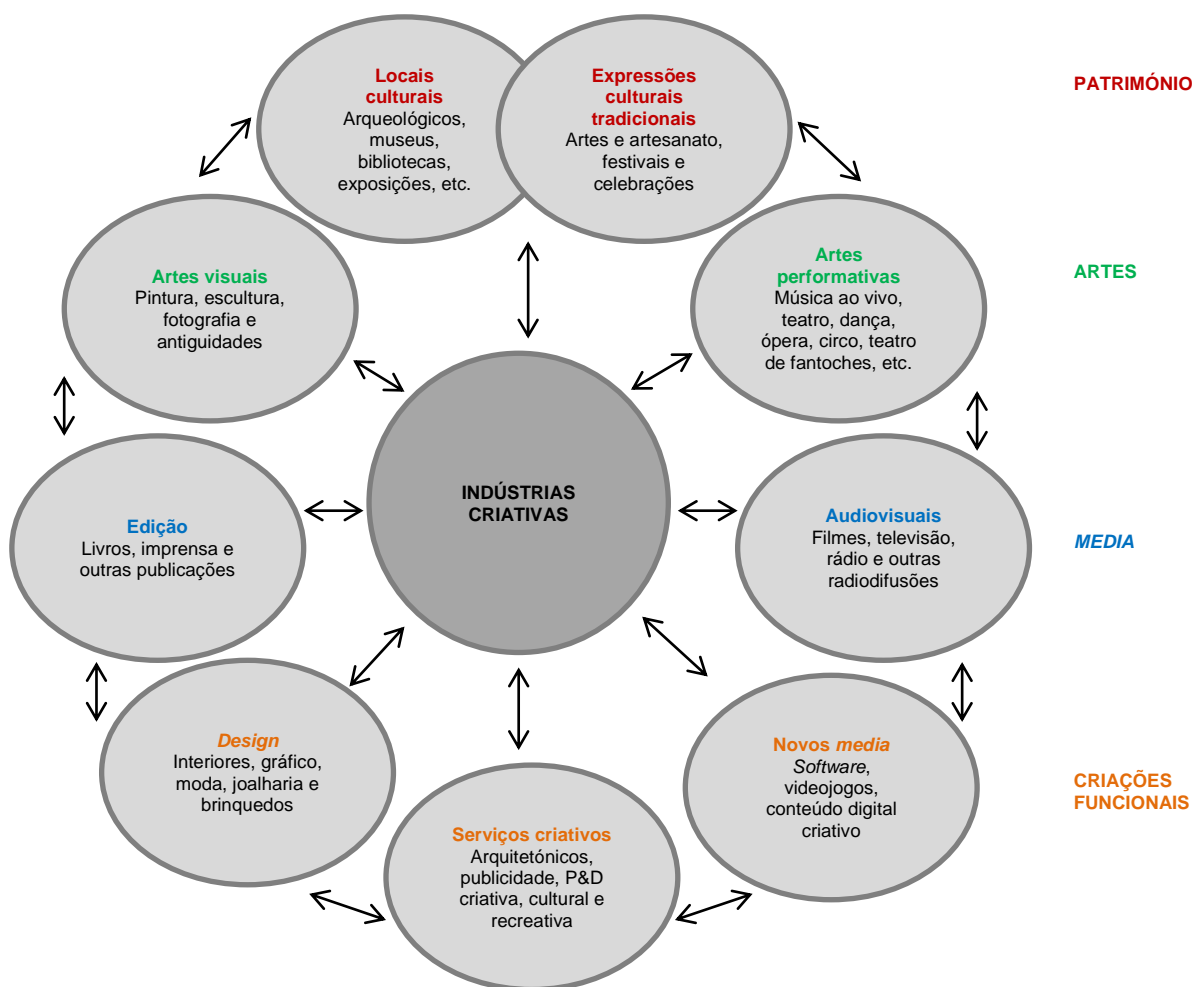 Locais
culturais
Arqueológicos,
museus,
bibliotecas,
exposições, etc.
Expressões
culturais
tradicionais
Artes e artesanato,
festivais e
celebrações
PATRIMÓNIO
Artes visuais
Pintura, escultura,
fotografia e
antiguidades
Artes
performativas
Música ao vivo,
teatro, dança,
ópera, circo, teatro
de fantoches, etc.
ARTES
INDÚSTRIAS
CRIATIVAS
Edição
Livros, imprensa e
outras publicações
Audiovisuais
Filmes, televisão,
rádio e outras
radiodifusões
MEDIA
Design
Interiores, gráfico,
moda, joalharia e
brinquedos
Serviços criativos
Arquitetónicos,
publicidade, P&D
criativa, cultural e
recreativa
Novos media
Software,
videojogos,
conteúdo digital
criativo
CRIAÇÕES
FUNCIONAIS